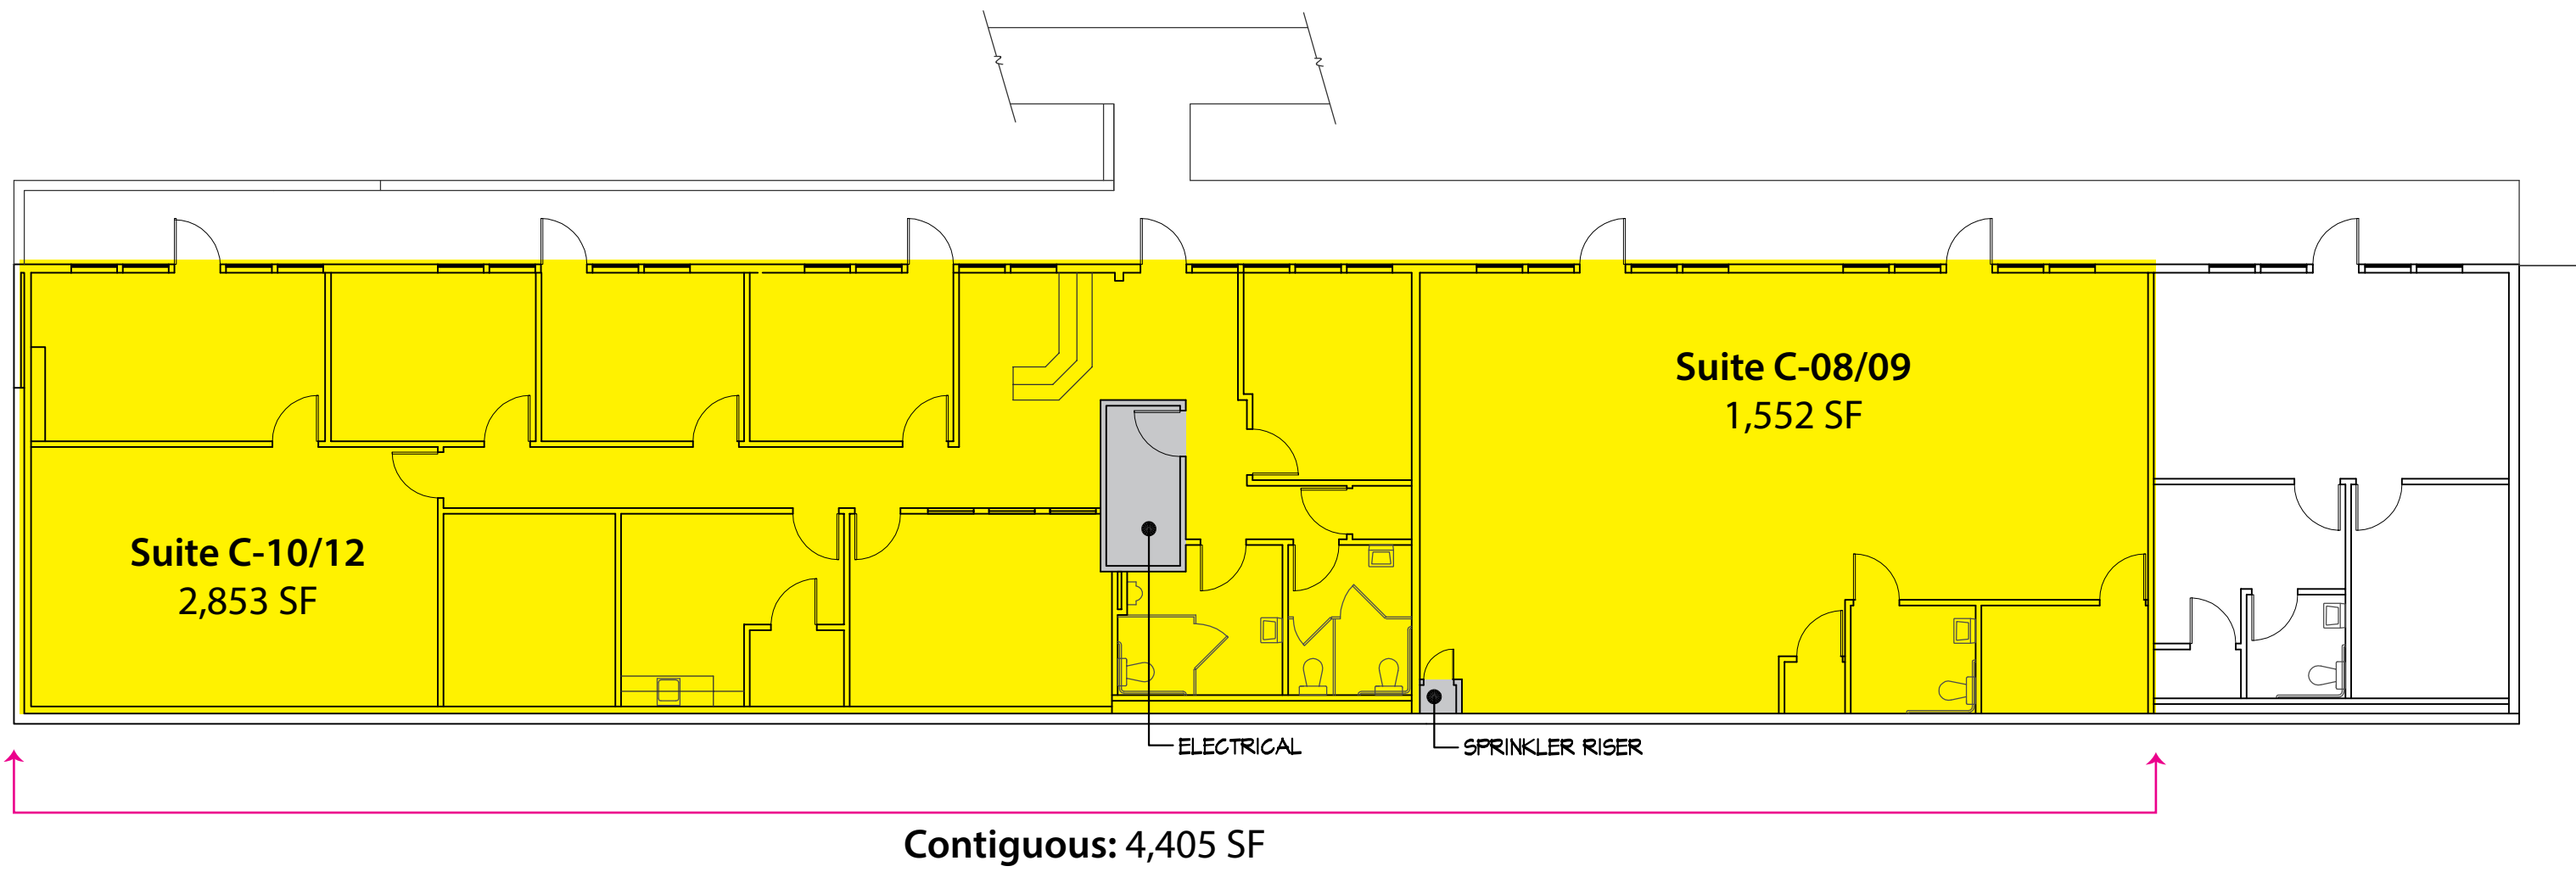 Suite C-08/09
1,552 SF
Suite C-10/12
2,853 SF
ELECTRICAL
SPRINKLER RISER
Contiguous: 4,405 SF